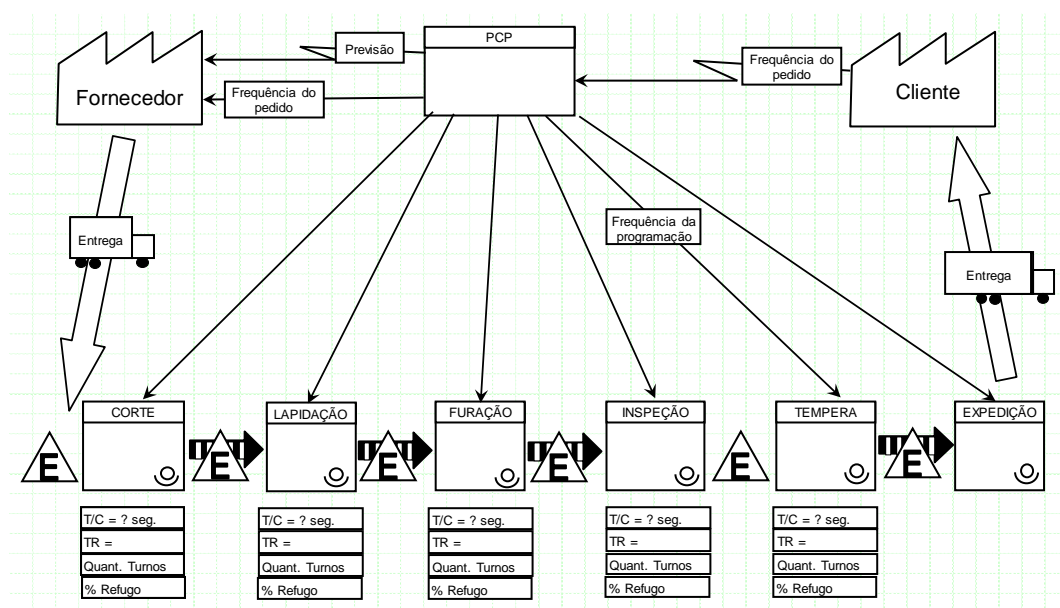 PCP
Previsão
Frequência do
pedido
Fornecedor
Frequência do
pedido
Cliente
Frequência da
programação
Entrega
Entrega
CORTE
LAPIDAÇÃO
FURAÇÃO
INSPEÇÃO
TEMPERA
EXPEDIÇÃO
E
E
E
E
E
E
T/C = ? seg.
TR =
Quant. Turnos
% Refugo
T/C = ? seg.
TR =
Quant. Turnos
% Refugo
T/C = ? seg.
TR =
Quant. Turnos
% Refugo
T/C = ? seg.
TR =
Quant. Turnos
% Refugo
T/C = ? seg.
TR =
Quant. Turnos
% Refugo